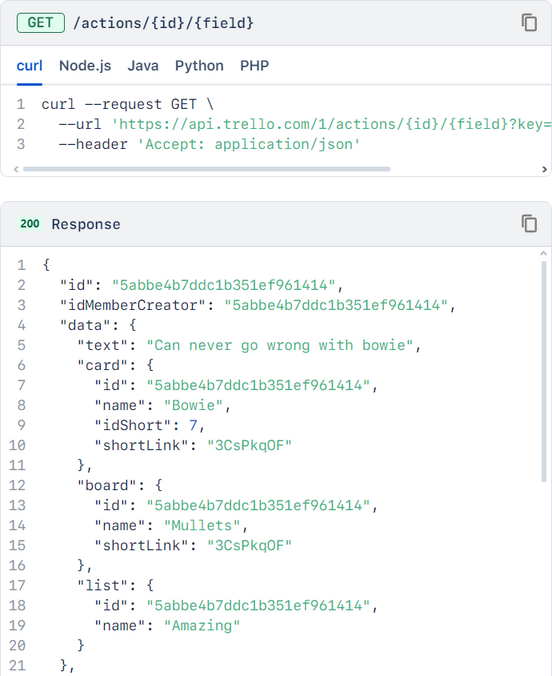 GET /actions/{id}/{field}
curl Node.js Java Python PHP
1 curl --request GET \
2 --url 'https://api.trello.com/1/actions/{id}/{field}?key=
3 --header 'Accept: application/json'
200 Response
1 {
2 "id": "5abbe4b7ddc1b351ef961414",
3 "idMemberCreator": "5abbe4b7ddc1b351ef961414",
4 "data": {
5 "text": "Can never go wrong with bowie",
6 "card": {
7 "id": "5abbe4b7ddc1b351ef961414",
8 "name": "Bowie",
9 "idShort": 7,
10 "shortLink": "3CsPkqOF"
11 },
12 "board": {
13 "id": "5abbe4b7ddc1b351ef961414",
14 "name": "Mullets",
15 "shortLink": "3CsPkqOF"
16 },
17 "list": {
18 "id": "5abbe4b7ddc1b351ef961414",
19 "name": "Amazing"
20 }
21 },